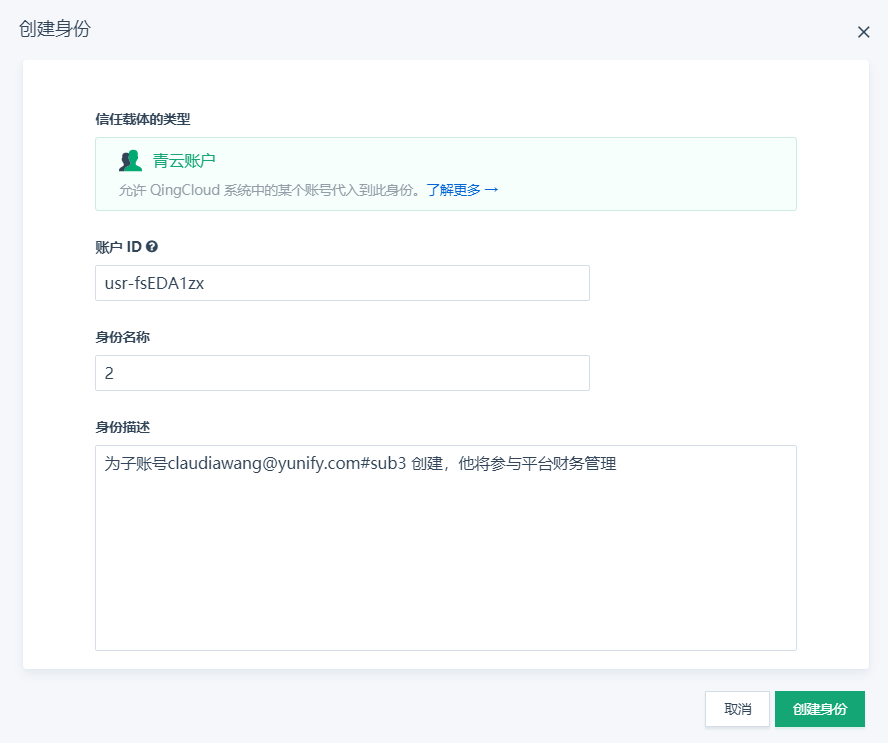 创建身份
信任载体的类型
青云账户
允许 QingCloud 系统中的某个账号代入到此身份。了解更多 →
账户 ID
usr-fsEDA1zx
身份名称
2
身份描述
为子账号claudiawang@yunify.com#sub3 创建，他将参与平台财务管理
取消
创建身份